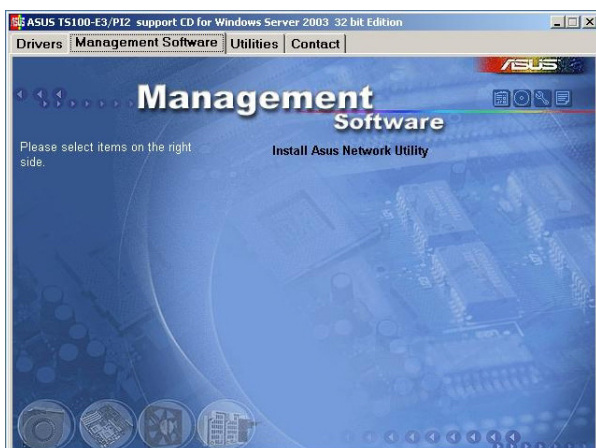 ASUS TS100-E3/PI2 support CD for Windows Server 2003 32 bit Edition
Drivers Management Software Utilities Contact
ASUS
Management
Software
Please select items on the right
side.
Install Asus Network Utility